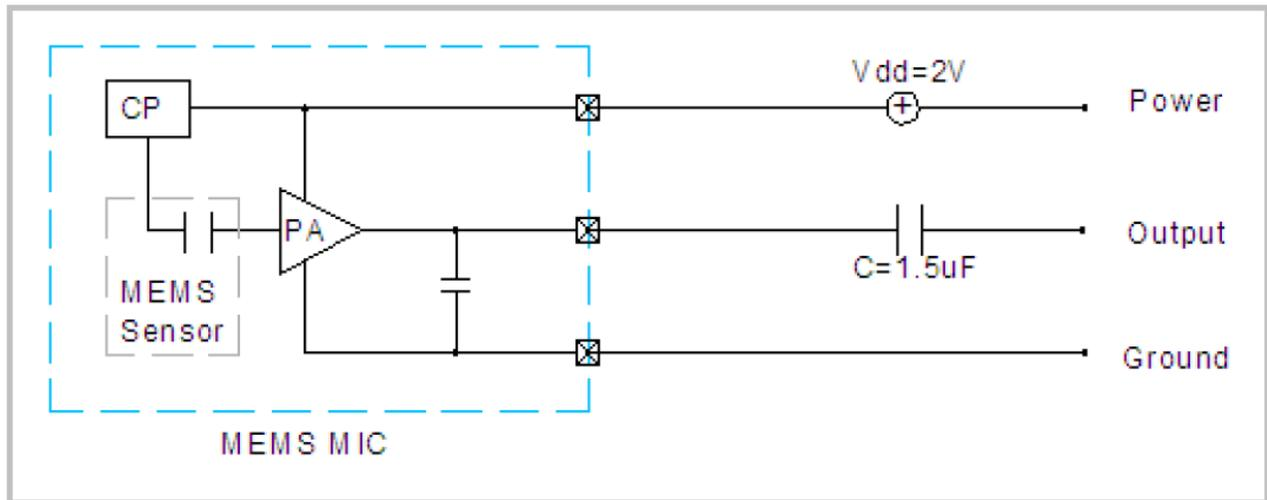 Vdd=2V
CP
Power
PA
Output
C=1.5uF
MEMS
Sensor
Ground
MEMS MIC